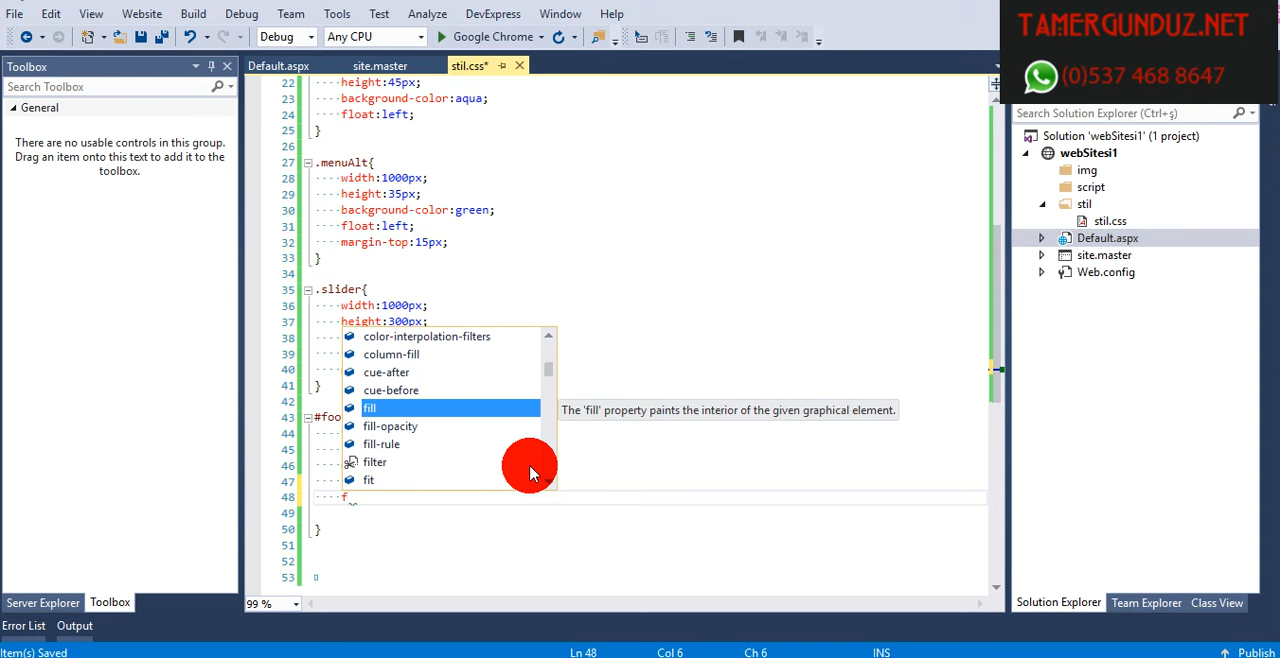 File Edit View Website Build Debug Team Tools Test Analyze DevExpress Window Help
TAMERGUNDUZ.NET
(0)537 468 8647
Debug Any CPU Google Chrome
Toolbox
Search Toolbox
General
There are no usable controls in this group.
Drag an item onto this text to add it to the
toolbox.
Default.aspx site.master stil.css*
22 height:45px;
23 background-color:aqua;
24 float:left;
25 }
26
27 .menuAlt{
28 width:1000px;
29 height:35px;
30 background-color:green;
31 float:left;
32 margin-top:15px;
33 }
34
35 .slider{
36 width:1000px;
37 height:300px;
38
39
40
41 }
42
43 #foo
44
45
46
47
48 f
49
50 }
51
52
53
color-interpolation-filters
column-fill
cue-after
cue-before
fill
fill-opacity
fill-rule
filter
fit
The 'fill' property paints the interior of the given graphical element.
99 %
Search Solution Explorer (Ctrl+ş)
Solution 'webSitesi1' (1 project)
webSitesi1
img
script
stil
stil.css
Default.aspx
site.master
Web.config
Server Explorer Toolbox
Solution Explorer Team Explorer Class View
Error List Output
Item(s) Saved Ln 48 Col 6 Ch 6 INS Publish